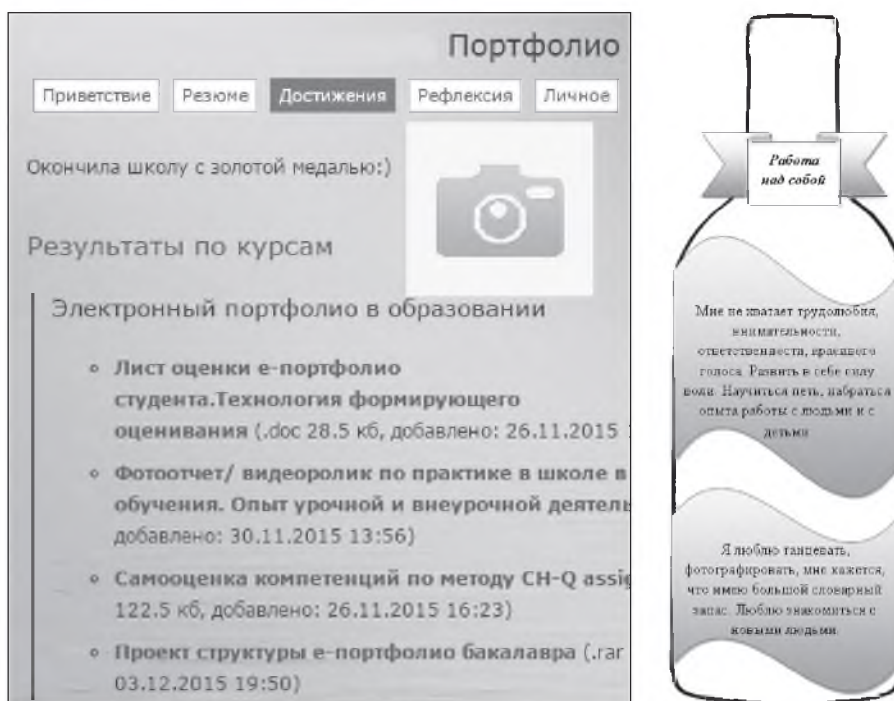 Портфолио
Приветствие Резюме Достижения Рефлексия Личное
Окончила школу с золотой медалью:)
Результаты по курсам
Электронный портфолио в образовании
Лист оценки е-портфолио
студента.Технология формирующего
оценивания (.doc 28.5 кб, добавлено: 26.11.2015
Фотоотчет/ видеоролик по практике в школе в
обучения. Опыт урочной и внеурочной деятель
добавлено: 30.11.2015 13:56)
Самооценка компетенций по методу CH-Q assig
122.5 кб, добавлено: 26.11.2015 16:23)
Проект структуры е-портфолио бакалавра (.rar
03.12.2015 19:50)
Работа
над собой
Мне не хватает трудолюбия,
внимательности,
ответственности, красивого
голоса. Развить в себе силу
воли. Научиться петь, набраться
опыта работы с людьми и с
детьми
Я люблю танцевать,
фотографировать, мне кажется,
что имею большой словарный
запас. Люблю знакомиться с
новыми людьми.